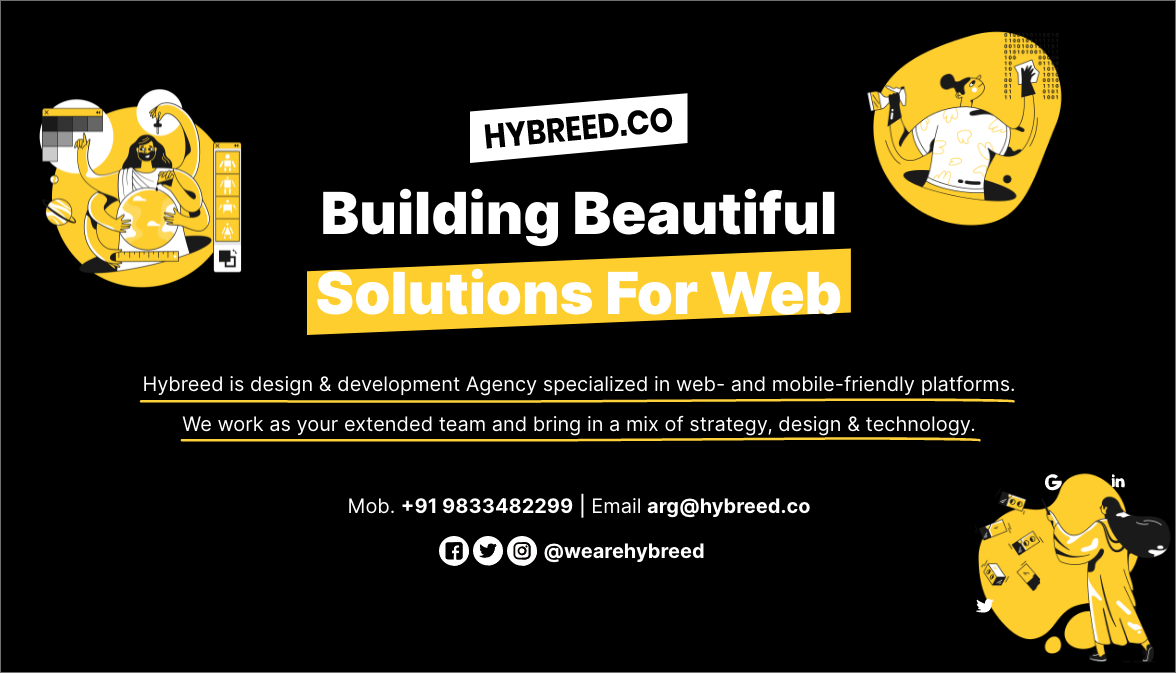 HYBREED.CO
Building Beautiful
Solutions For Web
Hybreed is design & development Agency specialized in web- and mobile-friendly platforms.
We work as your extended team and bring in a mix of strategy, design & technology.
Mob. +91 9833482299 | Email arg@hybreed.co
@wearehybreed